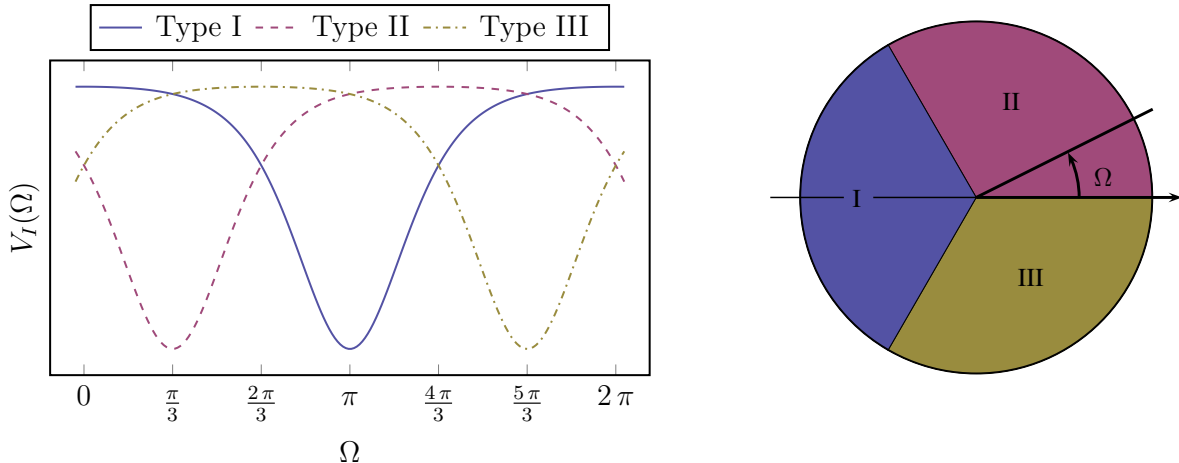 Type I Type II Type III
V_I(Ω)
0 π/3 2π/3 π 4π/3 5π/3 2π
Ω
II
Ω
I
III